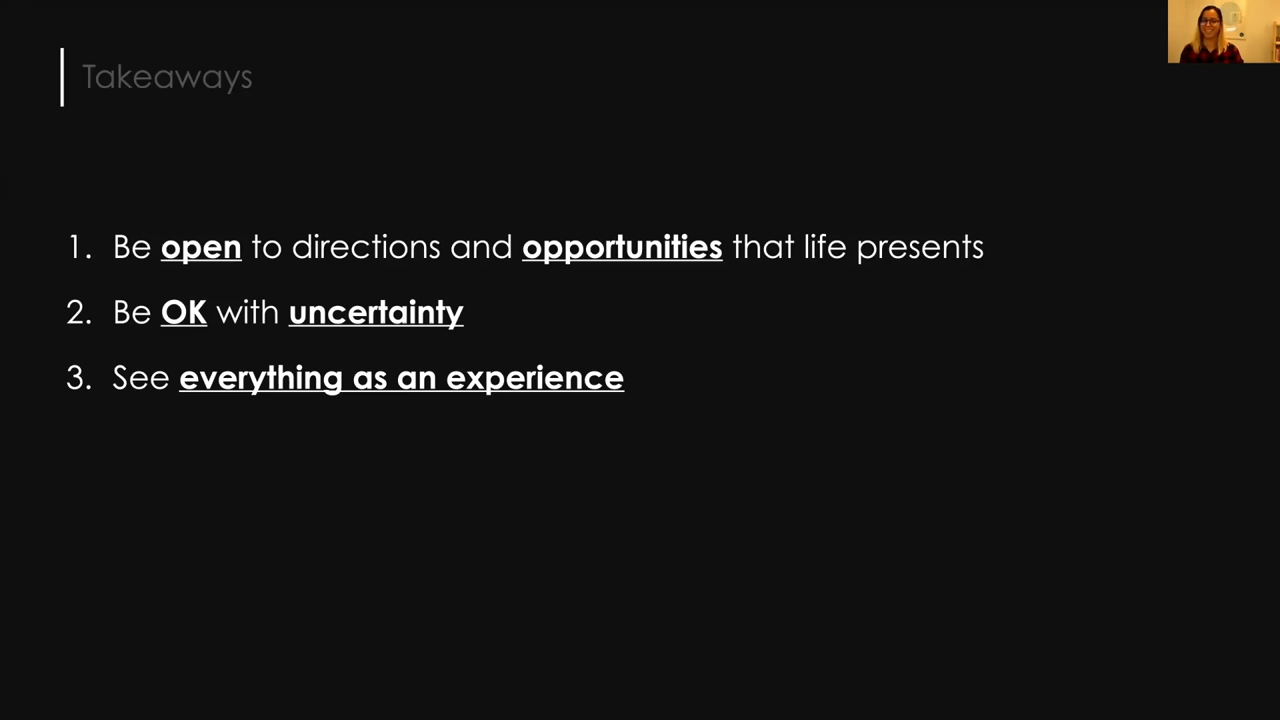 Takeaways
1. Be open to directions and opportunities that life presents
2. Be OK with uncertainty
3. See everything as an experience